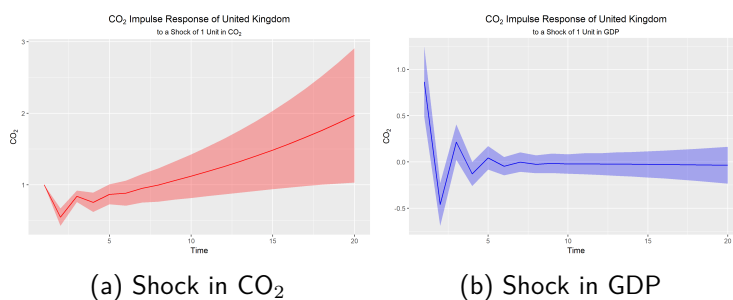 CO₂ Impulse Response of United Kingdom
to a Shock of 1 Unit in CO₂
3
2
1
CO₂
5
10
15
20
Time
(a) Shock in CO₂
CO₂ Impulse Response of United Kingdom
to a Shock of 1 Unit in GDP
1.0
0.5
0.0
-0.5
CO₂
5
10
15
20
Time
(b) Shock in GDP